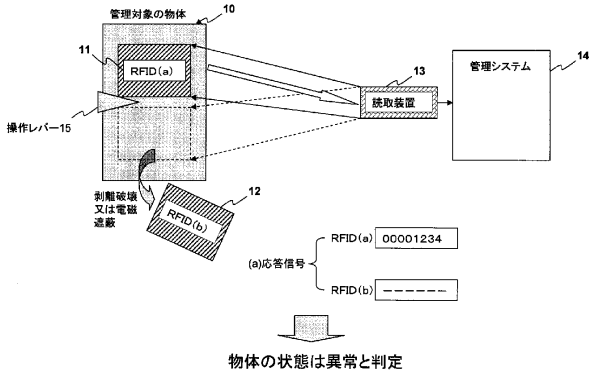 管理対象の物体
10
11
RFID(a)
13
読取装置
管理システム
14
操作レバー15
剥離破壊
又は電磁
遮蔽
12
RFID(b)
(a)応答信号
RFID(a) 00001234
RFID(b) ------
物体の状態は異常と判定